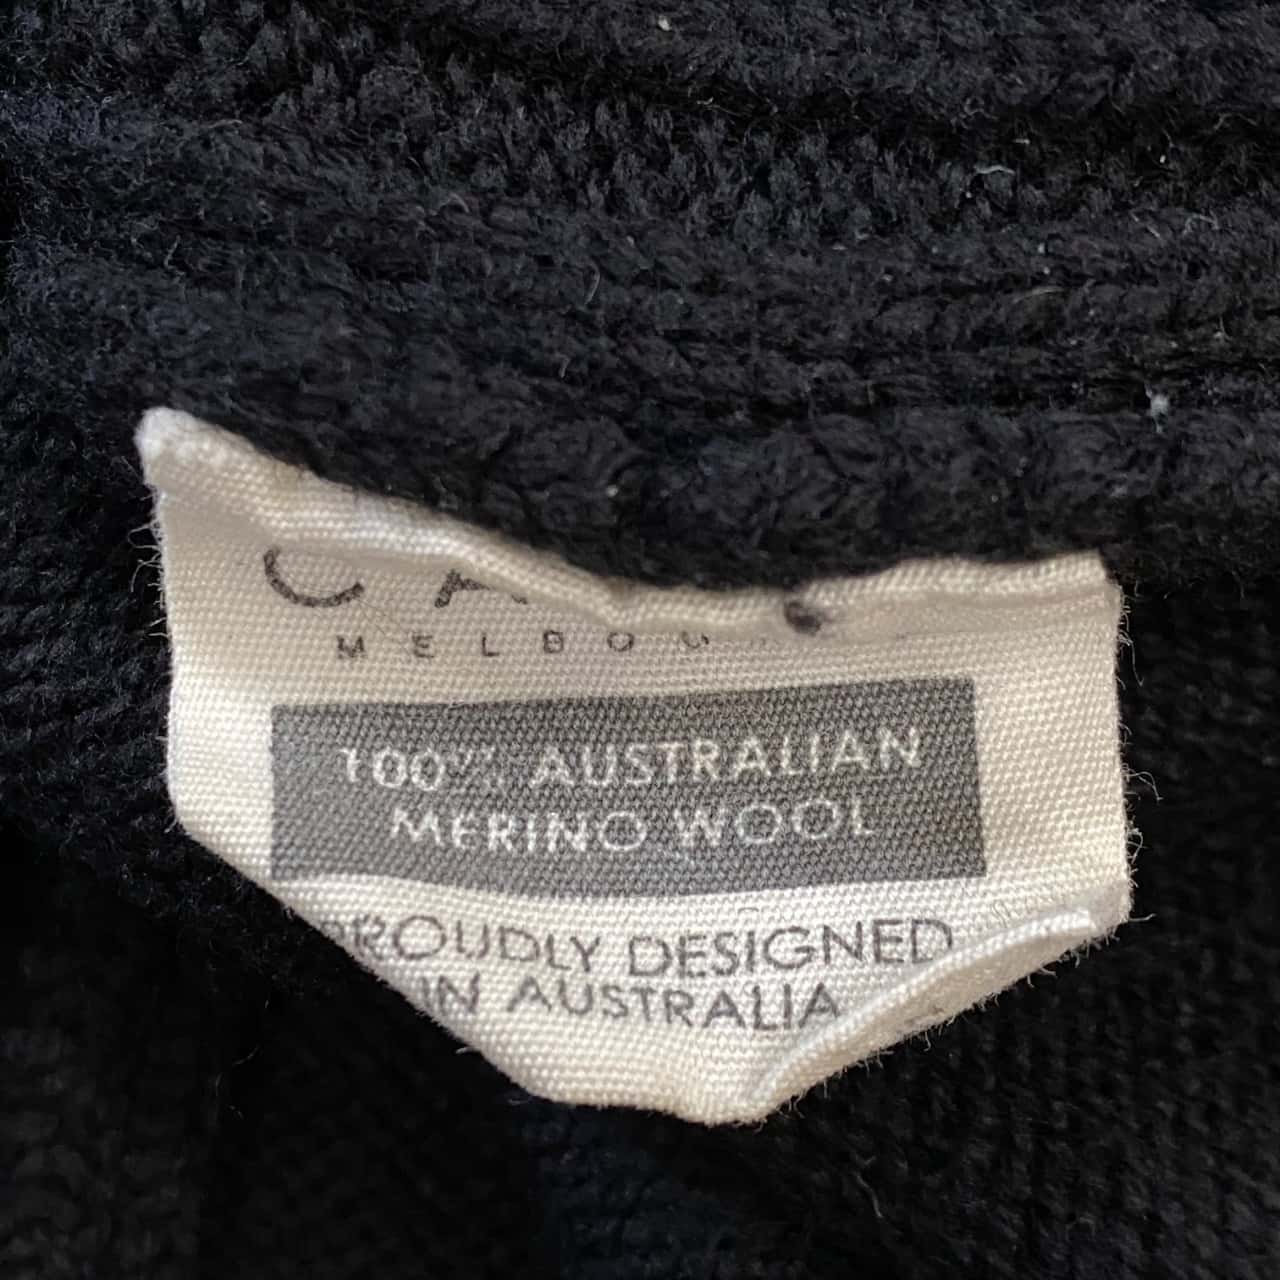 100% AUSTRALIAN
MERINO WOOL
PROUDLY DESIGNED
IN AUSTRALIA